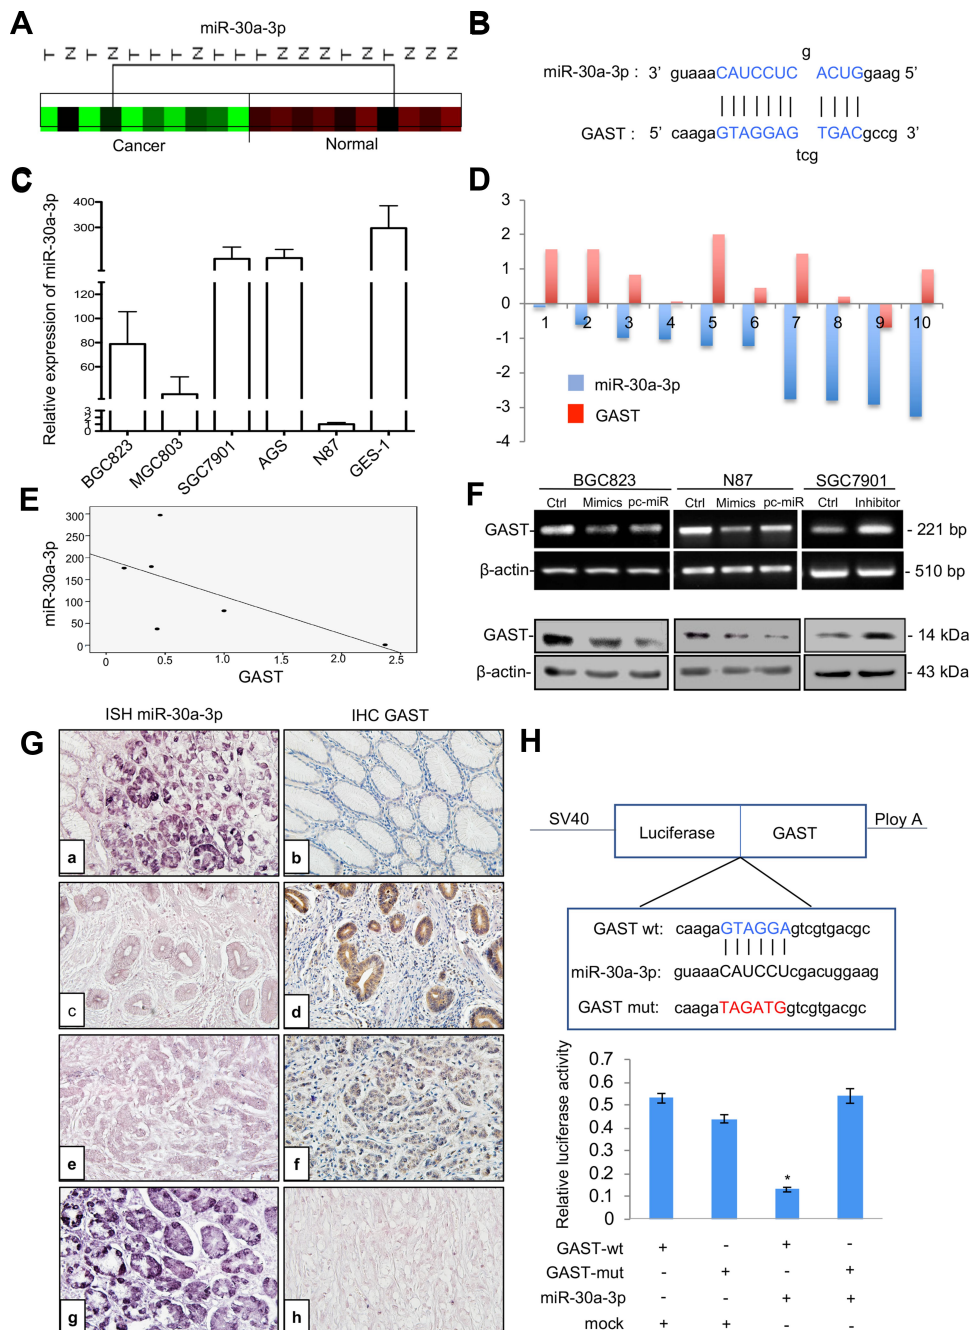 A
miR-30a-3p
T N T N T T T N T N N N T T T N N N N
Cancer
Normal
B
g
miR-30a-3p : 3' guaaaCAUCCUC ACUGgaag 5'
GAST : 5' caagaGTAGGAG TGACgccg 3'
tcg
C
Relative expression of miR-30a-3p
400
300
120
100
80
60
3
2
1
0
BGC823
MGC803
SGC7901
AGS
N87
GES-1
D
3
2
1
0
-1
-2
-3
-4
1 2 3 4 5 6 7 8 9 10
miR-30a-3p
GAST
E
miR-30a-3p
300
250
200
150
100
50
0
0 0.5 1.0 1.5 2.0 2.5
GAST
F
BGC823 N87 SGC7901
Ctrl Mimics pc-miR Ctrl Mimics pc-miR Ctrl Inhibitor
GAST- - 221 bp
β-actin- - 510 bp
GAST- - 14 kDa
β-actin- - 43 kDa
G
ISH miR-30a-3p IHC GAST
a
b
c
d
e
f
g
h
H
SV40
Luciferase
GAST
Ploy A
GAST wt: caagaGTAGGAgtcgtgacgc
miR-30a-3p: guaaaCAUCCUcgacuggaag
GAST mut: caagaTAGATGgtcgtgacgc
Relative luciferase activity
0.7
0.6
0.5
0.4
0.3
0.2
0.1
0
*
GAST-wt + - + -
GAST-mut - + - +
miR-30a-3p - - + +
mock + + - -